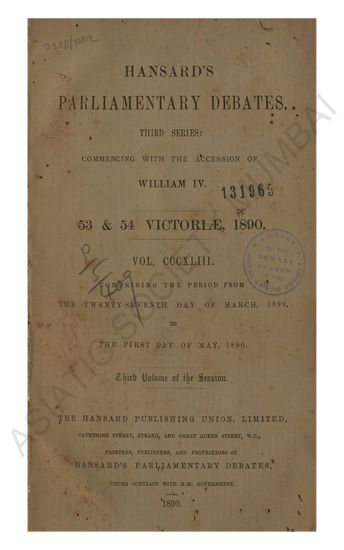 HANSARD'S
PARLIAMENTARY DEBATES,
THIRD SERIES:
COMMENCING WITH THE ACCESSION OF
WILLIAM IV.
131965
53 & 54 VICTORIÆ, 1890.
VOL. CCCXLIII.
COMPRISING THE PERIOD FROM
THE TWENTY-SEVENTH DAY OF MARCH, 1890,
TO
THE FIRST DAY OF MAY, 1890.
Third Volume of the Session.
THE HANSARD PUBLISHING UNION, LIMITED,
CATHERINE STREET, STRAND, AND GREAT QUEEN STREET, W.C.,
PRINTERS, PUBLISHERS, AND PROPRIETORS OF
"HANSARD'S PARLIAMENTARY DEBATES,"
UNDER CONTRACT WITH H.M. GOVERNMENT.
1890.
ASIATIC SOCIETY MUMBAI